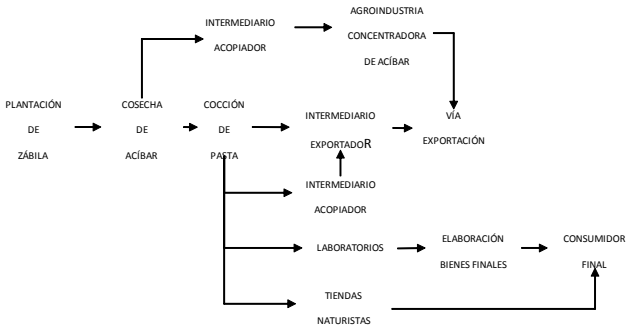 INTERMEDIARIO
ACOPIADOR
AGROINDUSTRIA
CONCENTRADORA
DE ACÍBAR
PLANTACIÓN
DE
ZÁBILA
COSECHA
DE
ACÍBAR
COCCIÓN
DE
PASTA
INTERMEDIARIO
EXPORTADOR
VÍA
EXPORTACIÓN
INTERMEDIARIO
ACOPIADOR
LABORATORIOS
ELABORACIÓN
BIENES FINALES
CONSUMIDOR
FINAL
TIENDAS
NATURISTAS